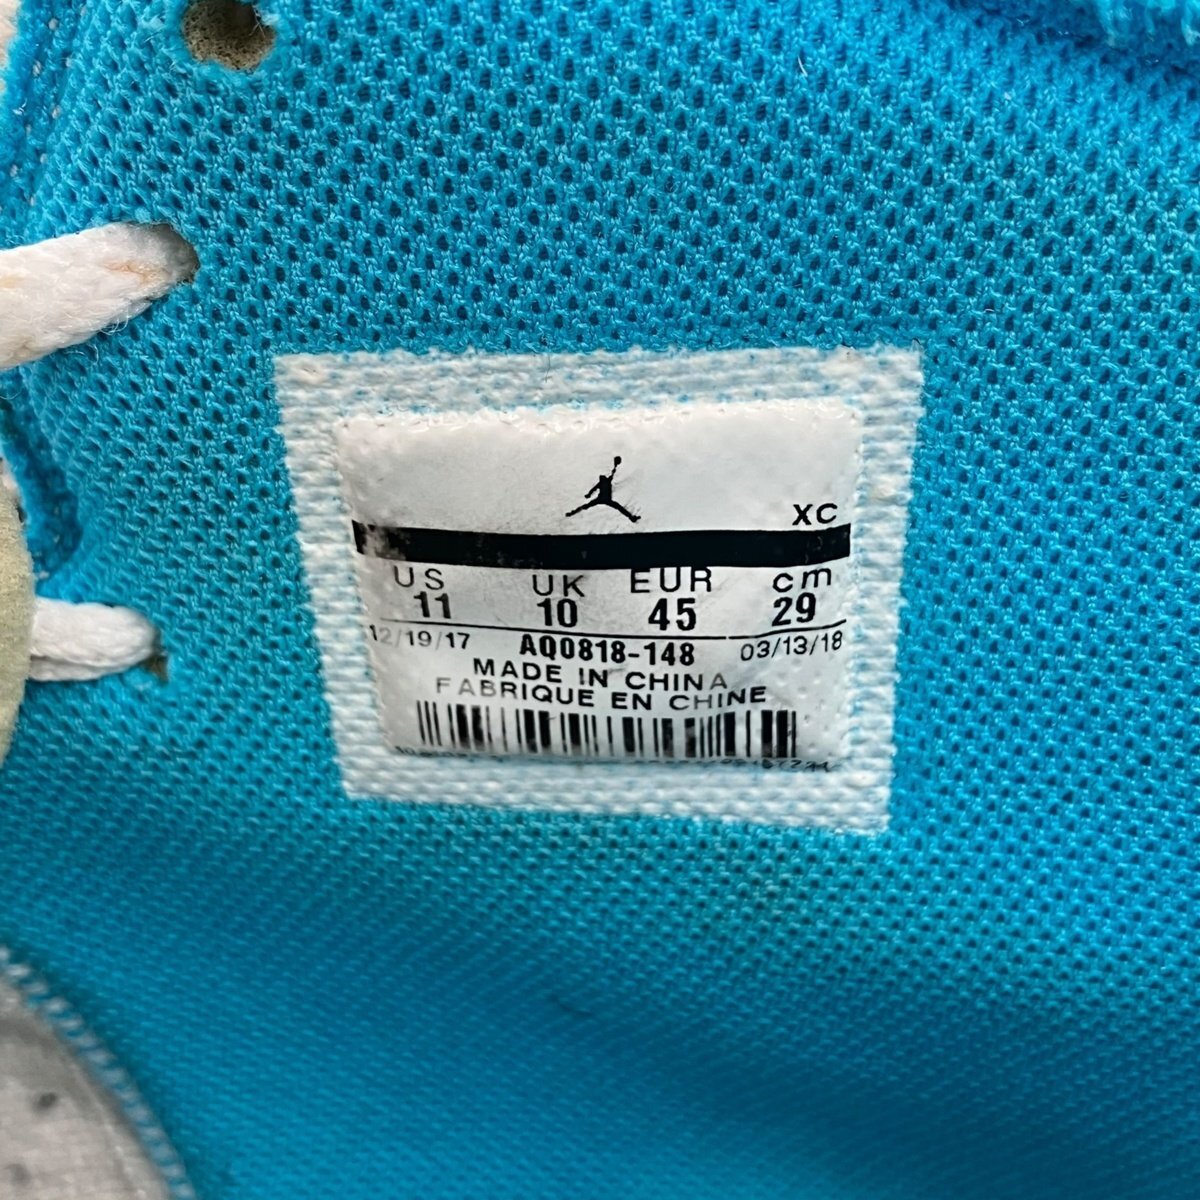 XC
US UK EUR cm
11 10 45 29
12/19/17 AQ0818-148 03/13/18
MADE IN CHINA
FABRIQUE EN CHINE